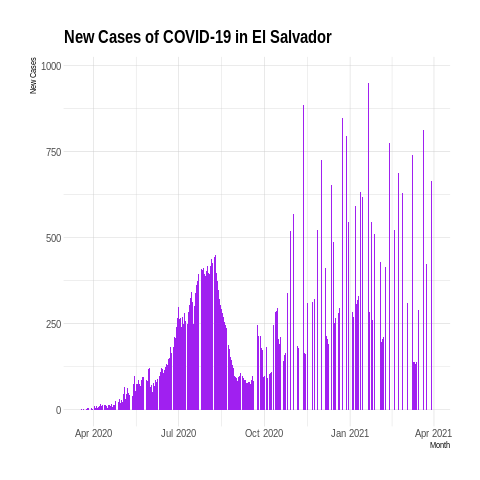 New Cases of COVID-19 in El Salvador
New Cases
1000
750
500
250
0
Apr 2020
Jul 2020
Oct 2020
Jan 2021
Apr 2021
Month